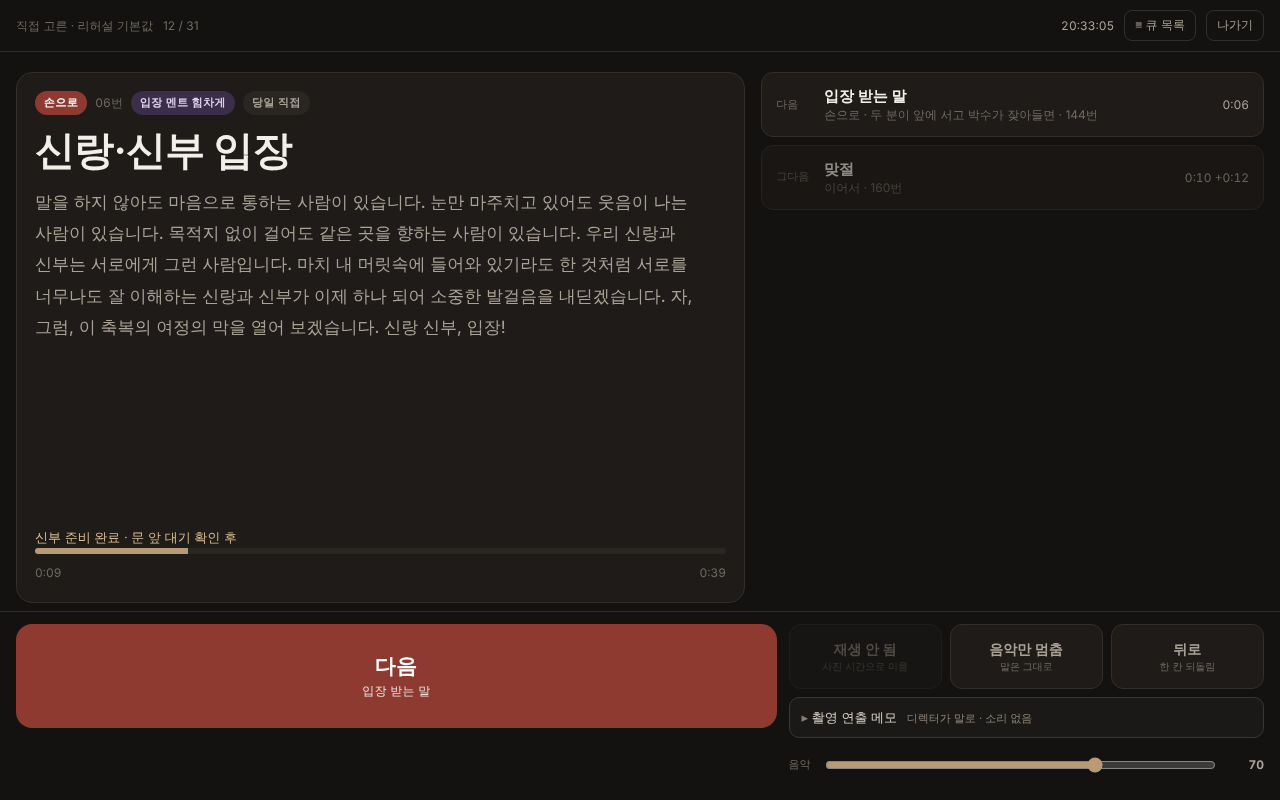 직접 고른 · 리허설 기본값 12 / 31
20:33:05
≡ 큐 목록
나가기
손으로 06번 입장 멘트 힘차게 당일 직접
신랑·신부 입장
말을 하지 않아도 마음으로 통하는 사람이 있습니다. 눈만 마주치고 있어도 웃음이 나는
사람이 있습니다. 목적지 없이 걸어도 같은 곳을 향하는 사람이 있습니다. 우리 신랑과
신부는 서로에게 그런 사람입니다. 마치 내 머릿속에 들어와 있기라도 한 것처럼 서로를
너무나도 잘 이해하는 신랑과 신부가 이제 하나 되어 소중한 발걸음을 내딛겠습니다. 자,
그럼, 이 축복의 여정의 막을 열어 보겠습니다. 신랑 신부, 입장!
신부 준비 완료 · 문 앞 대기 확인 후
0:09 0:39
다음 입장 받는 말 0:06
손으로 · 두 분이 앞에 서고 박수가 잦아들면 · 144번
그다음 맞절 0:10 +0:12
이어서 · 160번
다음
입장 받는 말
재생 안 됨
사진 시간으로 이름
음악만 멈춤
말은 그대로
뒤로
한 칸 되돌림
▸ 촬영 연출 메모 디렉터가 말로 · 소리 없음
음악 70